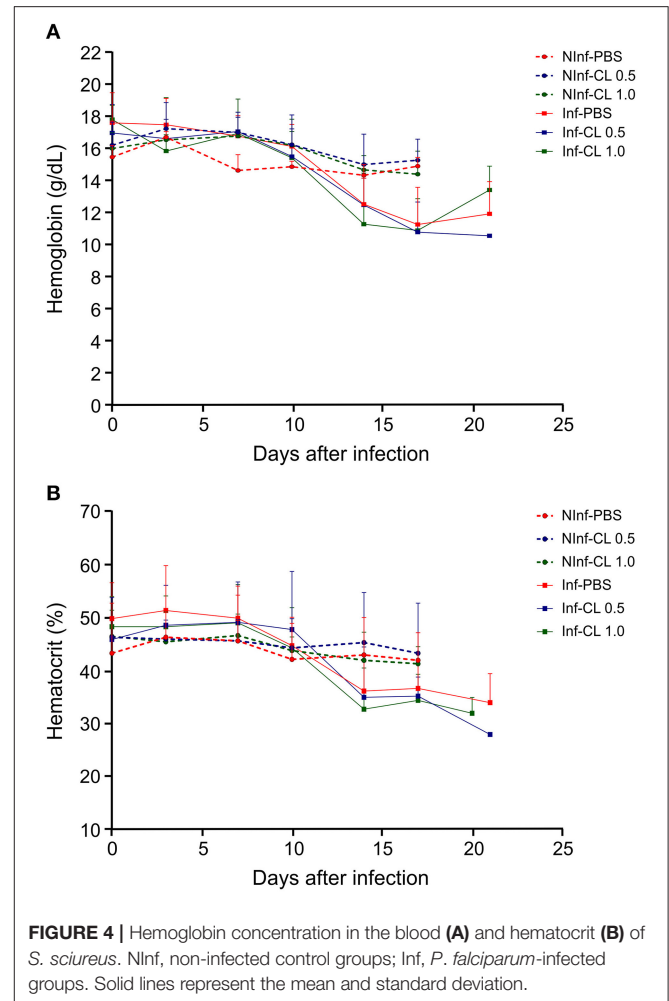 A
22
20
18
16
14
12
10
8
6
4
2
0
Hemoglobin (g/dL)
0 5 10 15 20 25
Days after infection
NInf-PBS
NInf-CL 0.5
NInf-CL 1.0
Inf-PBS
Inf-CL 0.5
Inf-CL 1.0
B
70
60
50
40
30
20
10
Hematocrit (%)
0 5 10 15 20 25
Days after infection
NInf-PBS
NInf-CL 0.5
NInf-CL 1.0
Inf-PBS
Inf-CL 0.5
Inf-CL 1.0
FIGURE 4 | Hemoglobin concentration in the blood (A) and hematocrit (B) of
S. sciureus. NInf, non-infected control groups; Inf, P. falciparum-infected
groups. Solid lines represent the mean and standard deviation.